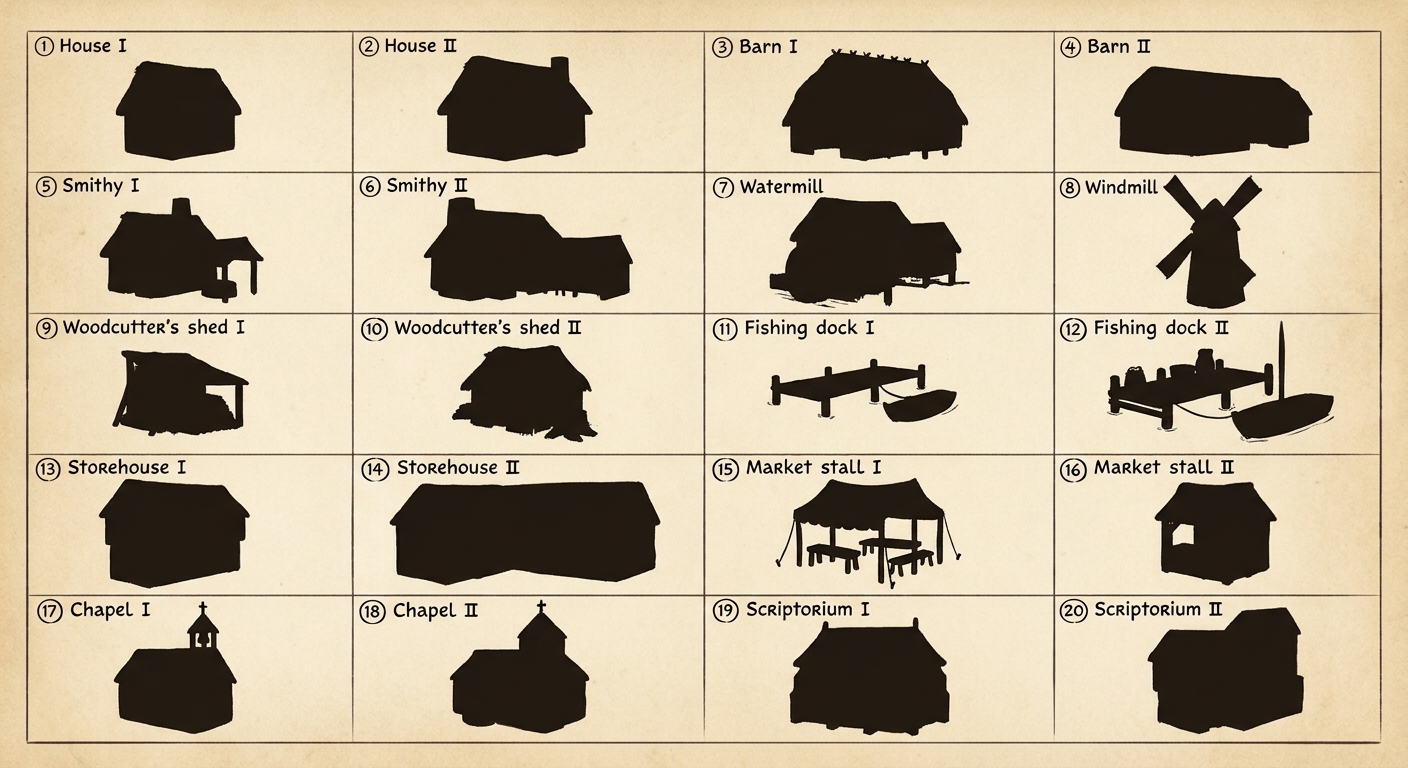 ① House I
② House II
③ Barn I
④ Barn II
⑤ Smithy I
⑥ Smithy II
⑦ Watermill
⑧ Windmill
⑨ Woodcutter's shed I
⑩ Woodcutter's shed II
⑪ Fishing dock I
⑫ Fishing dock II
⑬ Storehouse I
⑭ Storehouse II
⑮ Market stall I
⑯ Market stall II
⑰ Chapel I
⑱ Chapel II
⑲ Scriptorium I
⑳ Scriptorium II